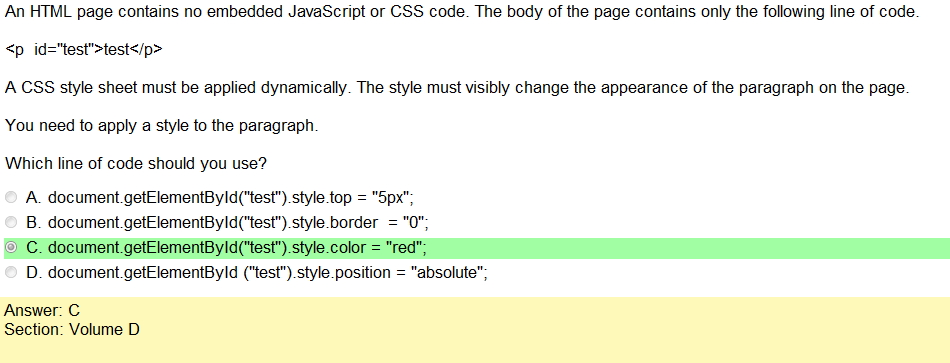 An HTML page contains no embedded JavaScript or CSS code. The body of the page contains only the following line of code.
<p id="test">test</p>
A CSS style sheet must be applied dynamically. The style must visibly change the appearance of the paragraph on the page.
You need to apply a style to the paragraph.
Which line of code should you use?
A. document.getElementById("test").style.top = "5px";
B. document.getElementById("test").style.border = "0";
C. document.getElementById("test").style.color = "red";
D. document.getElementById ("test").style.position = "absolute";
Answer: C
Section: Volume D